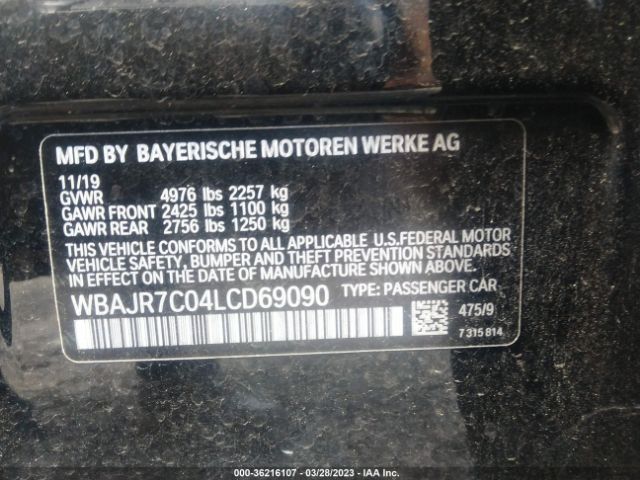 MFD BY BAYERISCHE MOTOREN WERKE AG
11/19
GVWR 4976 lbs 2257 kg
GAWR FRONT 2425 lbs 1100 kg
GAWR REAR 2756 lbs 1250 kg
THIS VEHICLE CONFORMS TO ALL APPLICABLE U.S.FEDERAL MOTOR
VEHICLE SAFETY, BUMPER AND THEFT PREVENTION STANDARDS
IN EFFECT ON THE DATE OF MANUFACTURE SHOWN ABOVE.
WBAJR7C04LCD69090 TYPE: PASSENGER CAR
475/9
7 315 814
000-36216107 — 03/28/2023 — IAA Inc.